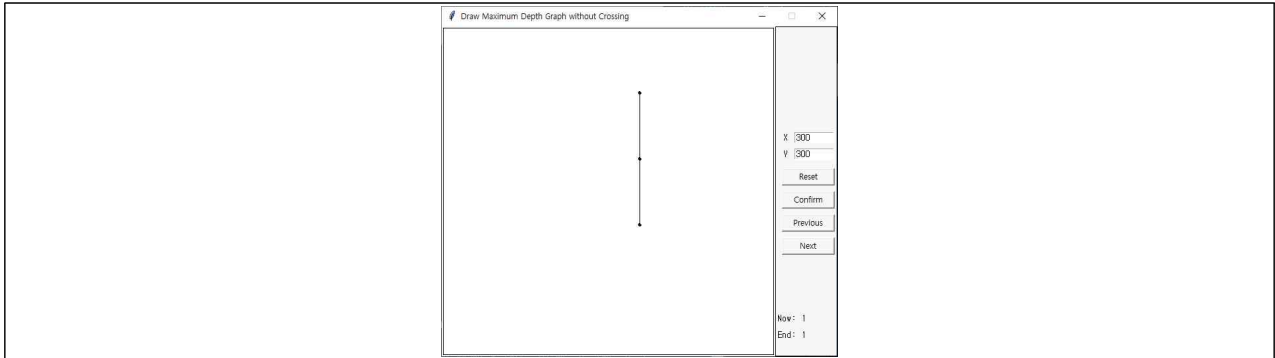 Draw Maximum Depth Graph without Crossing
X 300
Y 300
Reset
Confirm
Previous
Next
Now: 1
End: 1